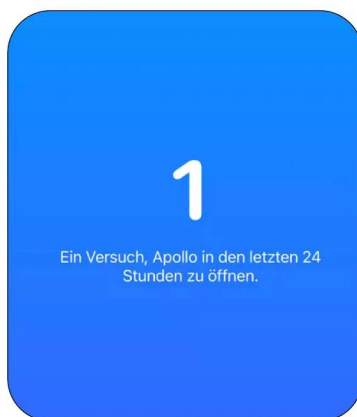 1
Ein Versuch, Apollo in den letzten 24
Stunden zu öffnen.